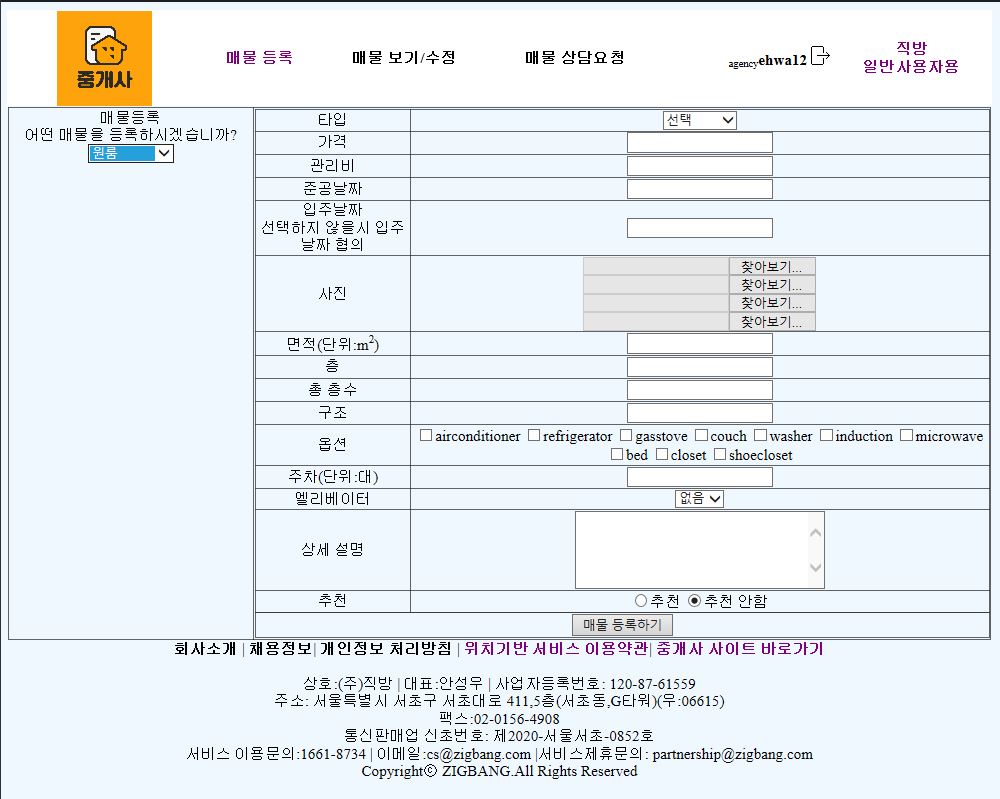 중개사
매물 등록 매물 보기/수정 매물 상담요청 agencyehwa12 직방
일반사용자용
매물등록
어떤 매물을 등록하시겠습니까?
원룸
타입 선택
가격
관리비
준공날짜
입주날짜
선택하지 않을시 입주
날짜 협의
사진 찾아보기...
찾아보기...
찾아보기...
찾아보기...
면적(단위:m²)
층
총 층수
구조
옵션 airconditioner refrigerator gasstove couch washer induction microwave
bed closet shoecloset
주차(단위:대)
엘리베이터 없음
상세 설명
추천 추천 추천 안함
매물 등록하기
회사소개 | 채용정보| 개인정보 처리방침 | 위치기반 서비스 이용약관| 중개사 사이트 바로가기
상호:(주)직방 | 대표:안성우 | 사업자등록번호: 120-87-61559
주소: 서울특별시 서초구 서초대로 411,5층(서초동,G타워)(우:06615)
팩스:02-0156-4908
통신판매업 신초번호: 제2020-서울서초-0852호
서비스 이용문의:1661-8734 | 이메일:cs@zigbang.com |서비스제휴문의: partnership@zigbang.com
Copyrightⓒ ZIGBANG.All Rights Reserved